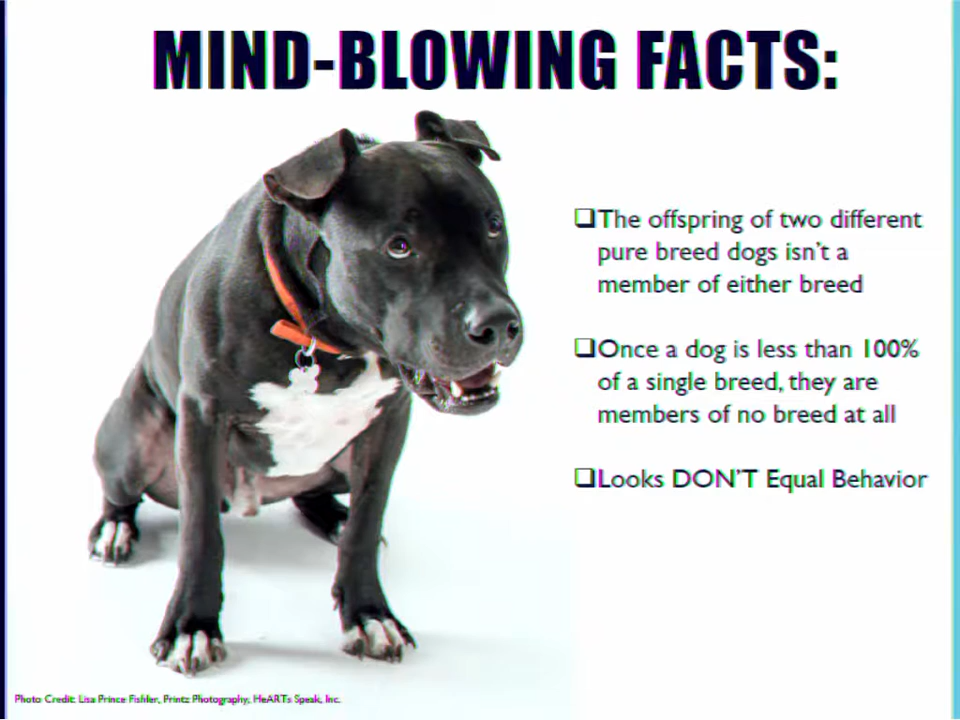 MIND-BLOWING FACTS:
❑The offspring of two different
pure breed dogs isn't a
member of either breed
❑Once a dog is less than 100%
of a single breed, they are
members of no breed at all
❑Looks DON'T Equal Behavior
Photo Credit: Lisa Prince Fishler, Printz Photography, HeARTs Speak, Inc.